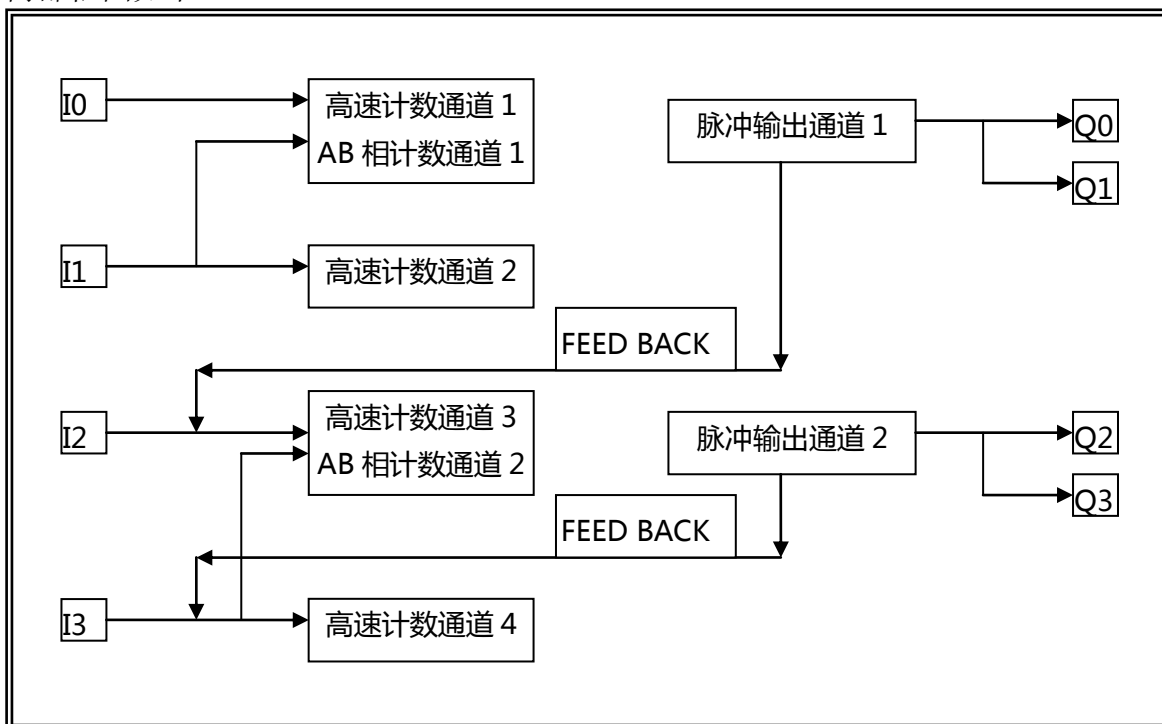 I0
高速计数通道 1
AB 相计数通道 1
脉冲输出通道 1
Q0
Q1
I1
高速计数通道 2
FEED BACK
I2
高速计数通道 3
AB 相计数通道 2
脉冲输出通道 2
Q2
Q3
FEED BACK
I3
高速计数通道 4